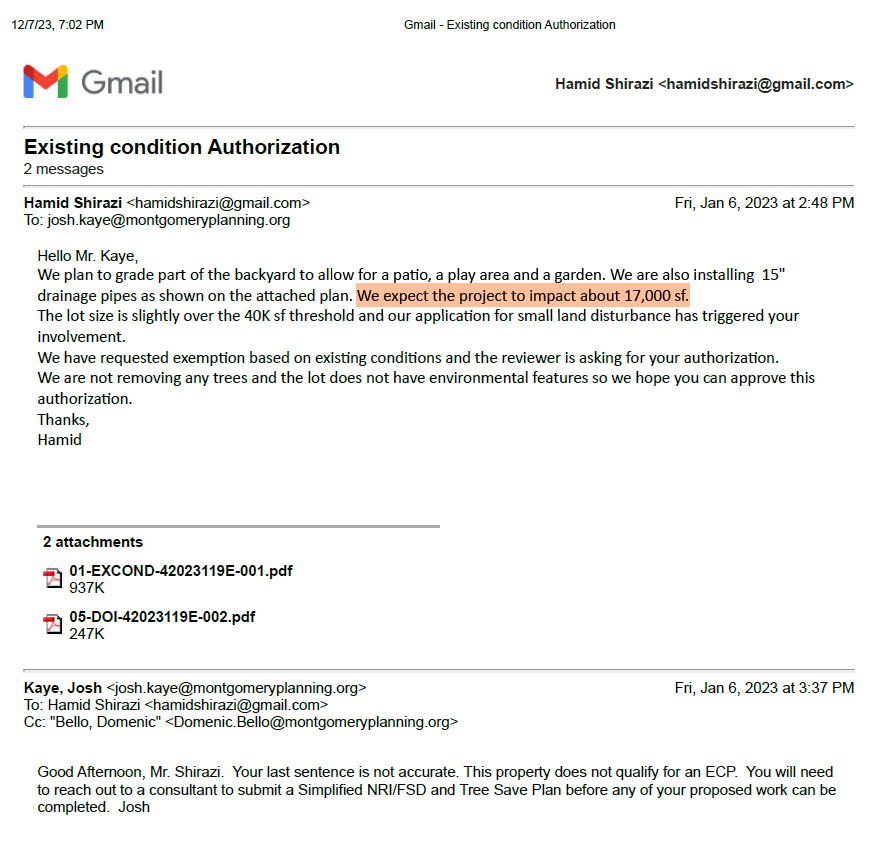 12/7/23, 7:02 PM Gmail - Existing condition Authorization
Gmail Hamid Shirazi <hamidshirazi@gmail.com>
Existing condition Authorization
2 messages
Hamid Shirazi <hamidshirazi@gmail.com> Fri, Jan 6, 2023 at 2:48 PM
To: josh.kaye@montgomeryplanning.org
Hello Mr. Kaye,
We plan to grade part of the backyard to allow for a patio, a play area and a garden. We are also installing 15"
drainage pipes as shown on the attached plan. We expect the project to impact about 17,000 sf.
The lot size is slightly over the 40K sf threshold and our application for small land disturbance has triggered your
involvement.
We have requested exemption based on existing conditions and the reviewer is asking for your authorization.
We are not removing any trees and the lot does not have environmental features so we hope you can approve this
authorization.
Thanks,
Hamid
2 attachments
01-EXCOND-42023119E-001.pdf
937K
05-DOI-42023119E-002.pdf
247K
Kaye, Josh <josh.kaye@montgomeryplanning.org> Fri, Jan 6, 2023 at 3:37 PM
To: Hamid Shirazi <hamidshirazi@gmail.com>
Cc: "Bello, Domenic" <Domenic.Bello@montgomeryplanning.org>
Good Afternoon, Mr. Shirazi. Your last sentence is not accurate. This property does not qualify for an ECP. You will need
to reach out to a consultant to submit a Simplified NRI/FSD and Tree Save Plan before any of your proposed work can be
completed. Josh